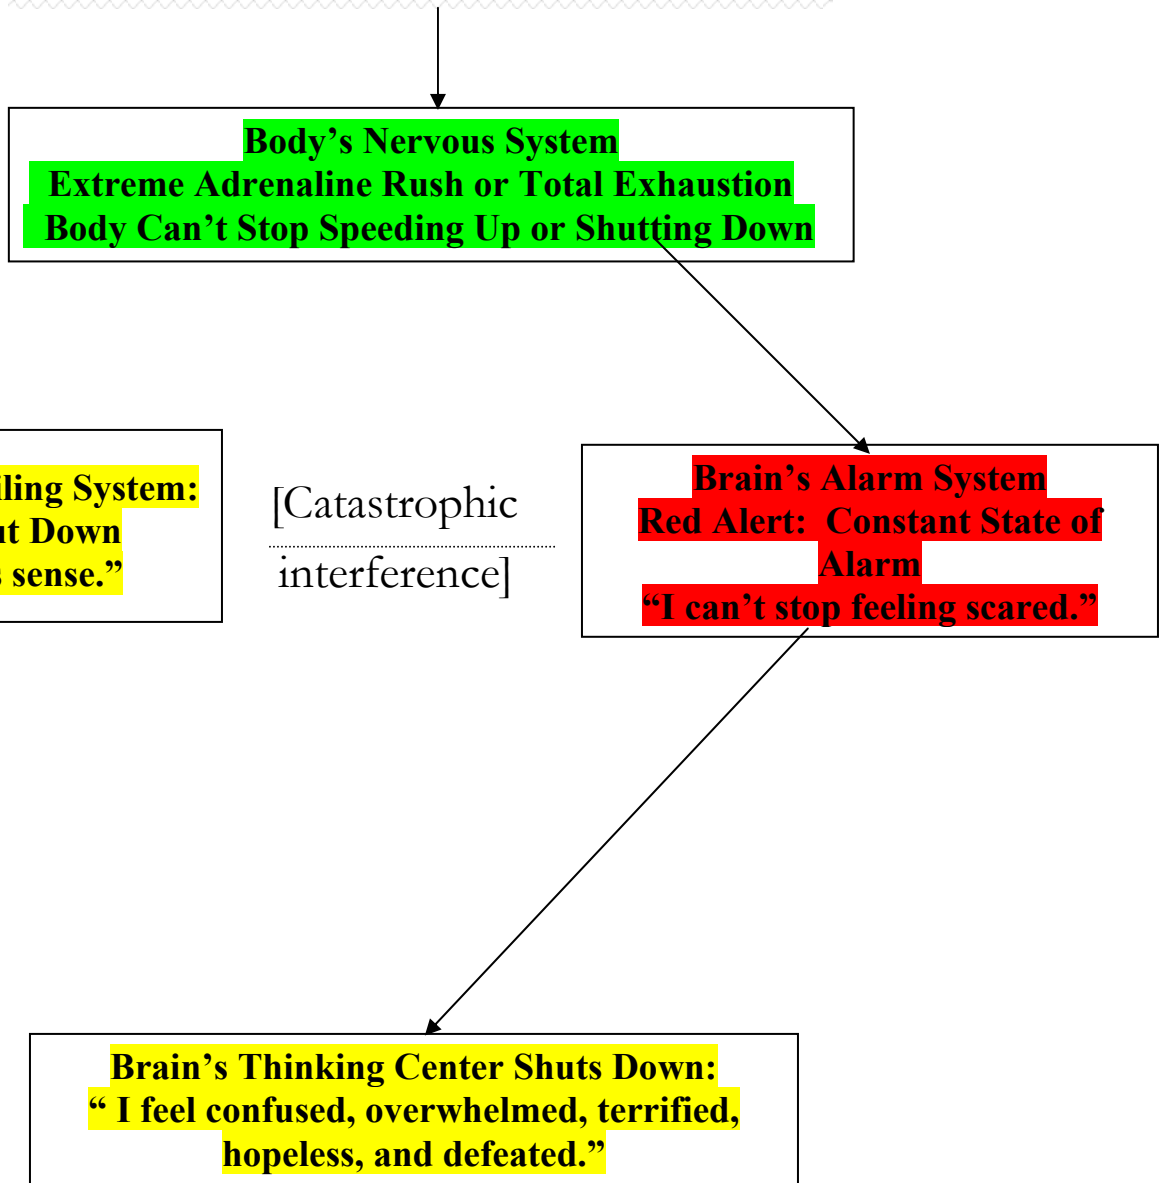 Body’s Nervous System
Extreme Adrenaline Rush or Total Exhaustion
Body Can’t Stop Speeding Up or Shutting Down
System:
Down
sense.”
[Catastrophic
interference]
Brain’s Alarm System
Red Alert:  Constant State of
Alarm
“I can’t stop feeling scared.”
Brain’s Thinking Center Shuts Down:
“ I feel confused, overwhelmed, terrified,
hopeless, and defeated.”